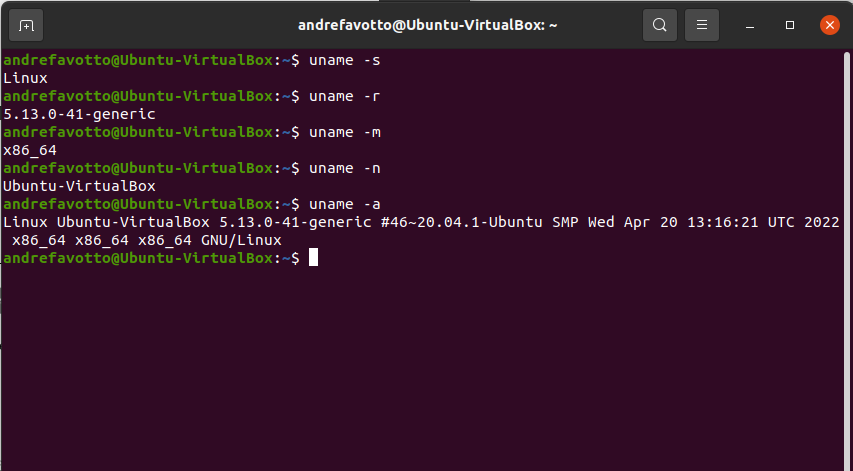 andrefavotto@Ubuntu-VirtualBox: ~
andrefavotto@Ubuntu-VirtualBox:~$ uname -s
Linux
andrefavotto@Ubuntu-VirtualBox:~$ uname -r
5.13.0-41-generic
andrefavotto@Ubuntu-VirtualBox:~$ uname -m
x86_64
andrefavotto@Ubuntu-VirtualBox:~$ uname -n
Ubuntu-VirtualBox
andrefavotto@Ubuntu-VirtualBox:~$ uname -a
Linux Ubuntu-VirtualBox 5.13.0-41-generic #46~20.04.1-Ubuntu SMP Wed Apr 20 13:16:21 UTC 2022
 x86_64 x86_64 x86_64 GNU/Linux
andrefavotto@Ubuntu-VirtualBox:~$